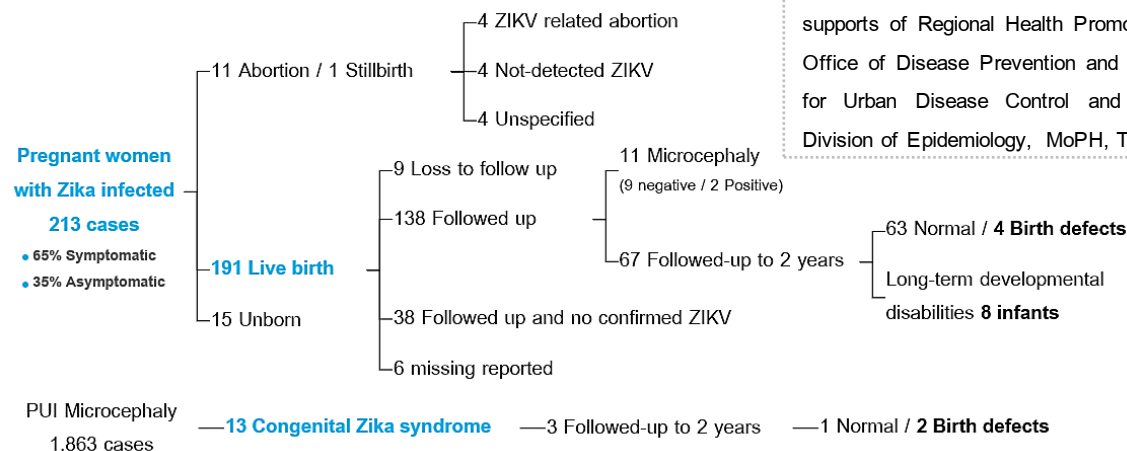 supports of Regional Health
Office of Disease Prevention and
for Urban Disease Control and
Division of Epidemiology, MoPH,
4 ZIKV related abortion
11 Abortion / 1 Stillbirth
4 Not-detected ZIKV
4 Unspecified
Pregnant women
with Zika infected
213 cases
• 65% Symptomatic
• 35% Asymptomatic
9 Loss to follow up
11 Microcephaly
(9 negative / 2 Positive)
138 Followed up
67 Followed-up to 2 years
63 Normal / 4 Birth defects
Long-term developmental
disabilities 8 infants
191 Live birth
15 Unborn
38 Followed up and no confirmed ZIKV
6 missing reported
PUI Microcephaly
1,863 cases
13 Congenital Zika syndrome
3 Followed-up to 2 years
1 Normal / 2 Birth defects